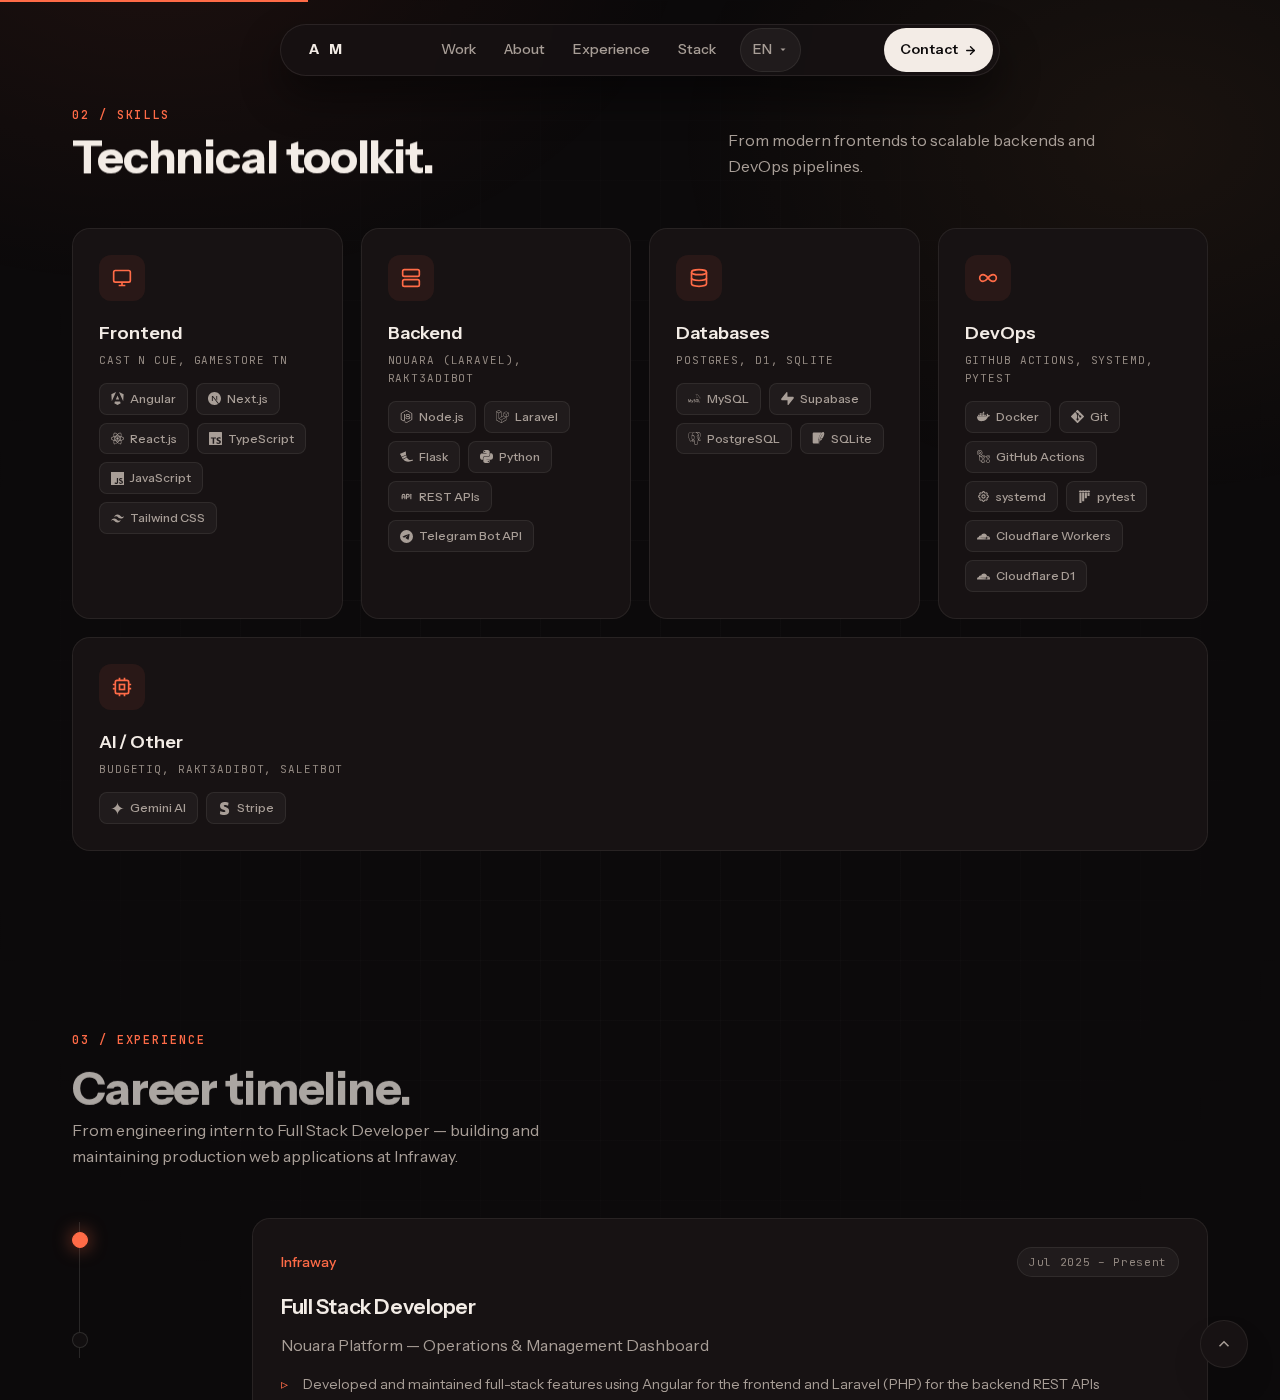 A M
Work
About
Experience
Stack
EN
Contact →
02 / SKILLS
Technical toolkit.
From modern frontends to scalable backends and
DevOps pipelines.
Frontend
CAST N CUE, GAMESTORE TN
Angular
Next.js
React.js
TypeScript
JavaScript
Tailwind CSS
Backend
NOUARA (LARAVEL),
RAKT3ADIBOT
Node.js
Laravel
Flask
Python
REST APIs
Telegram Bot API
Databases
POSTGRES, D1, SQLITE
MySQL
Supabase
PostgreSQL
SQLite
DevOps
GITHUB ACTIONS, SYSTEMD,
PYTEST
Docker
Git
GitHub Actions
systemd
pytest
Cloudflare Workers
Cloudflare D1
AI / Other
BUDGETIQ, RAKT3ADIBOT, SALETBOT
Gemini AI
Stripe
03 / EXPERIENCE
Career timeline.
From engineering intern to Full Stack Developer — building and
maintaining production web applications at Infraway.
Infraway
Jul 2025 – Present
Full Stack Developer
Nouara Platform — Operations & Management Dashboard
▹ Developed and maintained full-stack features using Angular for the frontend and Laravel (PHP) for the backend REST APIs